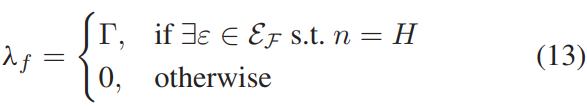 λ_f = { Γ, if ∃ε ∈ ℰ_ℱ s.t. n = H
0, otherwise (13)